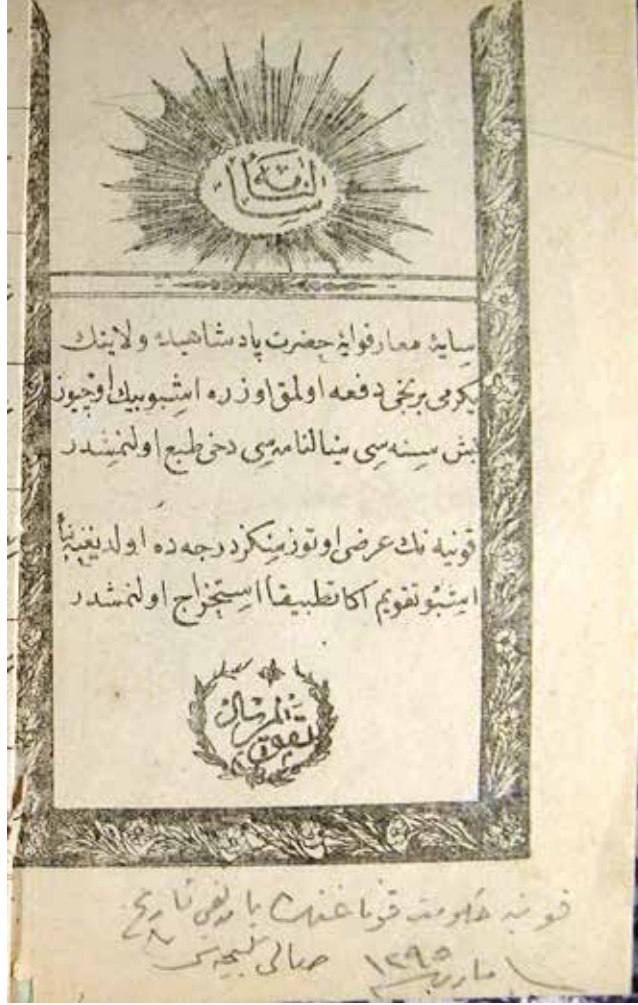 سالنامه
سایهٔ معارفوایهٔ حضرت پادشاهیده ولایتك
یکرمی برنجی دفعه اولمق اوزره اشبو بیك اوچیوز
بش سنه سی سالنامه سی دخی طبع اولنمشدر
قونیه نك عرضی اوتوز سکز درجه ده اولدیغنه بناءً
اشبو تقویم اکا تطبیقا استخراج اولنمشدر
تقویم
قونیه حکومت قوناغنك تاریخ
مارت ١٢٩٥